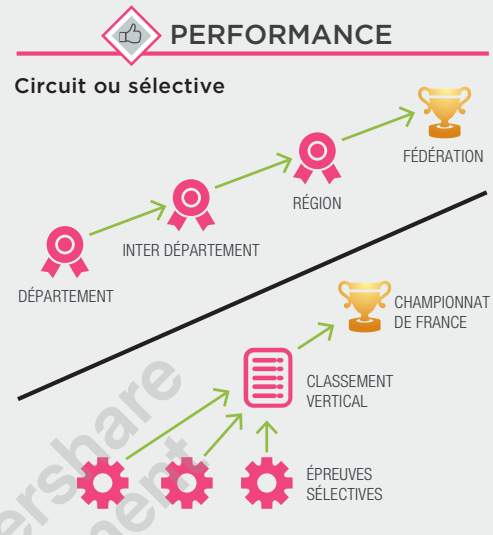 PERFORMANCE
Circuit ou sélective
FÉDÉRATION
RÉGION
INTER DÉPARTEMENT
DÉPARTEMENT
CHAMPIONNAT
DE FRANCE
CLASSEMENT
VERTICAL
ÉPREUVES
SÉLECTIVES